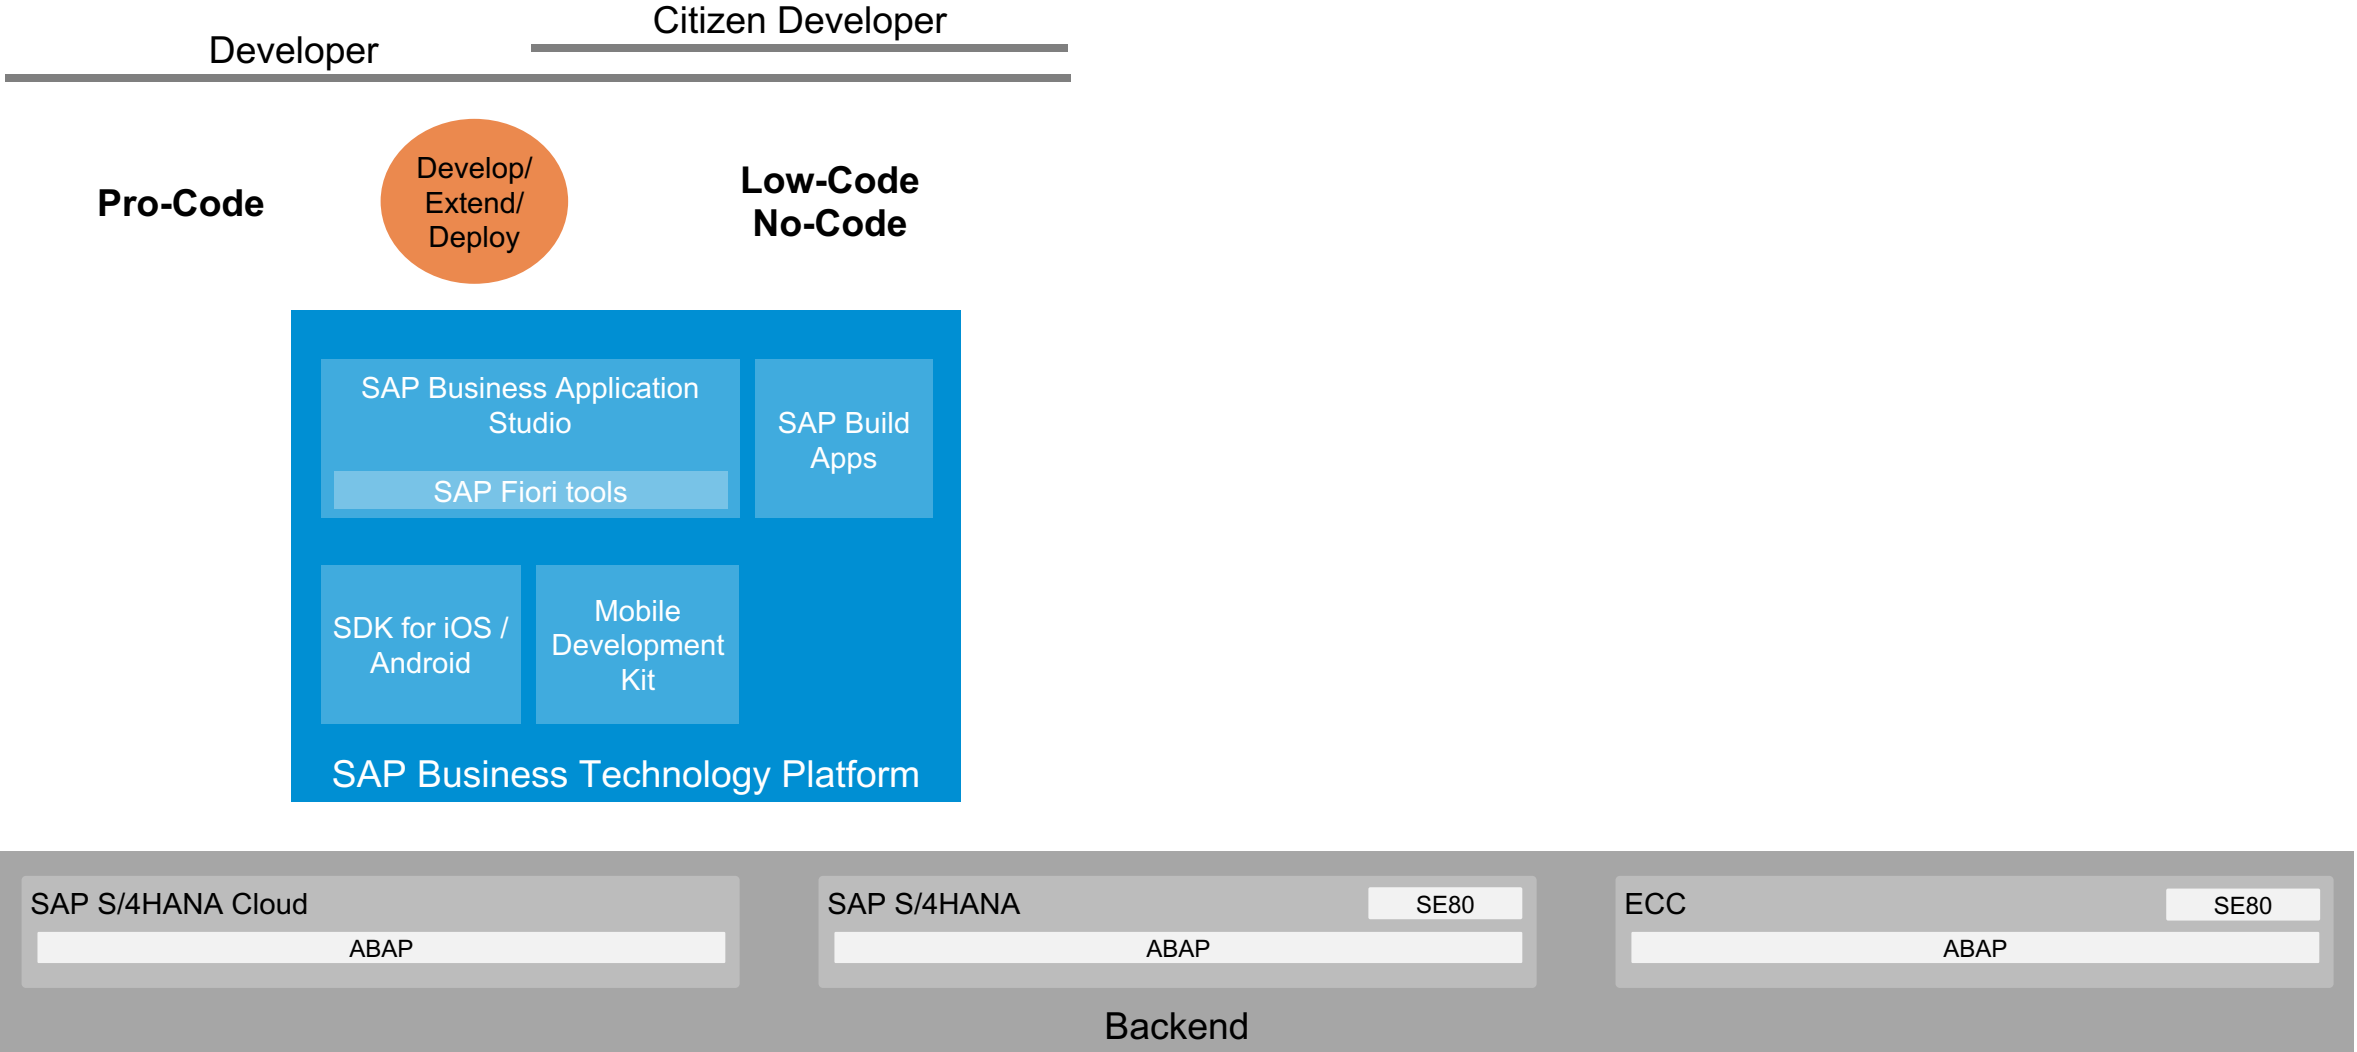 Citizen Developer
Developer
Pro-Code
Develop/
Extend/
Deploy
Low-Code
No-Code
SAP Business Application
Studio
SAP Fiori tools
SAP Build
Apps
SDK for iOS /
Android
Mobile
Development
Kit
SAP Business Technology Platform
SAP S/4HANA Cloud
ABAP
SAP S/4HANA
SE80
ABAP
ECC
SE80
ABAP
Backend